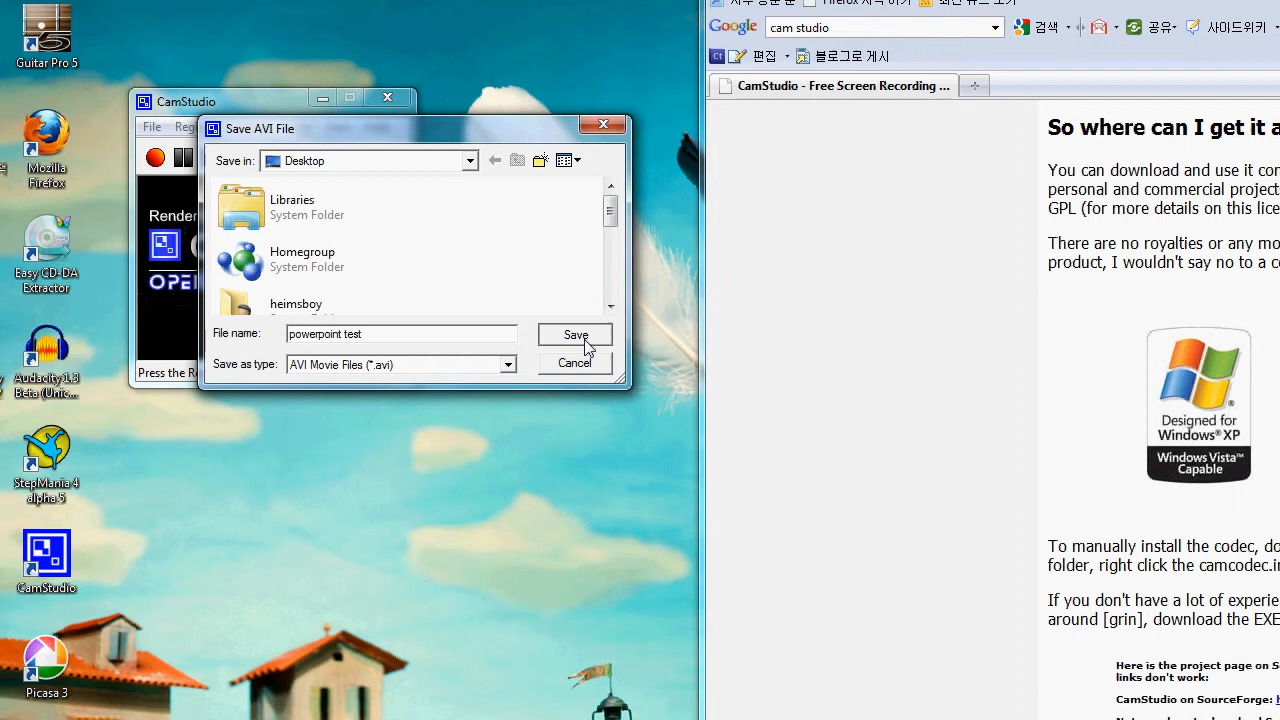 Guitar Pro 5
Mozilla
Firefox
Easy CD-DA
Extractor
Audacity 1.3
Beta (Unic...
StepMania 4
alpha 5
CamStudio
Picasa 3
CamStudio
File
Press the Re
Save AVI File
Save in: Desktop
Libraries
System Folder
Homegroup
System Folder
heimsboy
File name: powerpoint test
Save
Save as type: AVI Movie Files (*.avi)
Cancel
Google cam studio 검색 공유 사이드위키
편집 블로그로 게시
CamStudio - Free Screen Recording ...
So where can I get it a
You can download and use it con
personal and commercial project
GPL (for more details on this lice
There are no royalties or any mo
product, I wouldn't say no to a c
Designed for
Windows® XP
Windows Vista™
Capable
To manually install the codec, do
folder, right click the camcodec.in
If you don't have a lot of experie
around [grin], download the EXE
Here is the project page on S
links don't work:
CamStudio on SourceForge: h